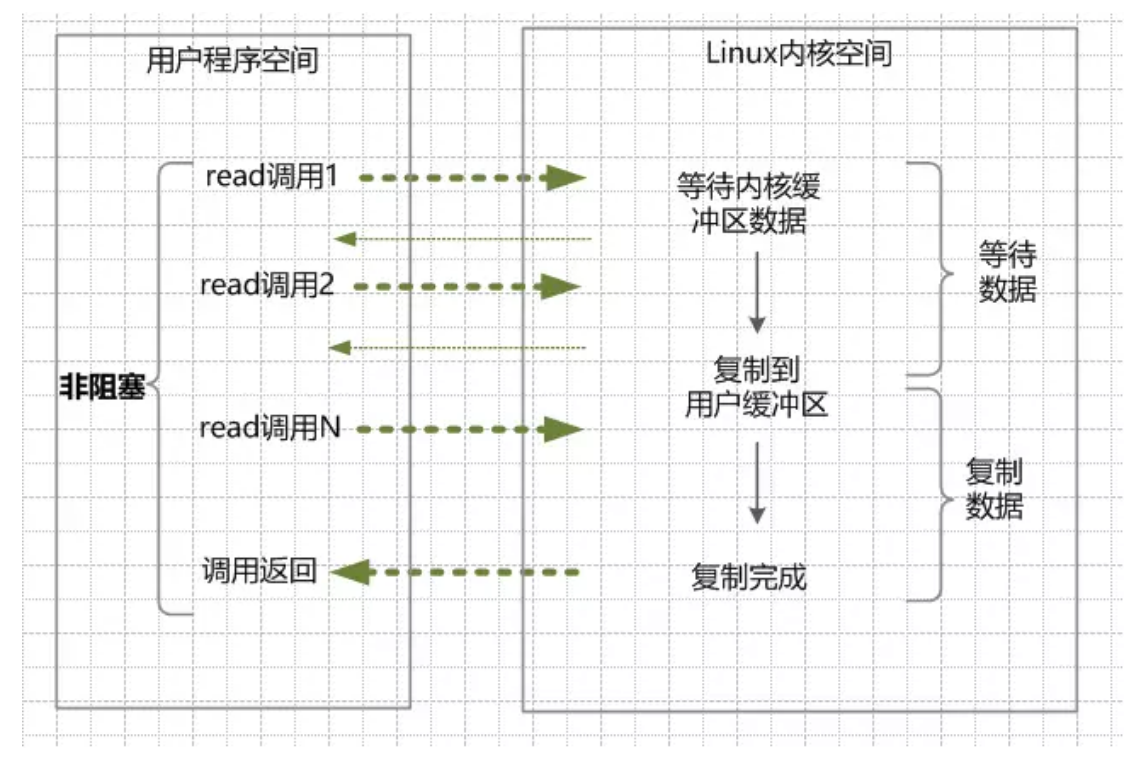 用户程序空间
Linux内核空间
read调用1
等待内核缓
冲区数据
等待
数据
read调用2
复制到
用户缓冲区
非阻塞
read调用N
复制
数据
调用返回
复制完成